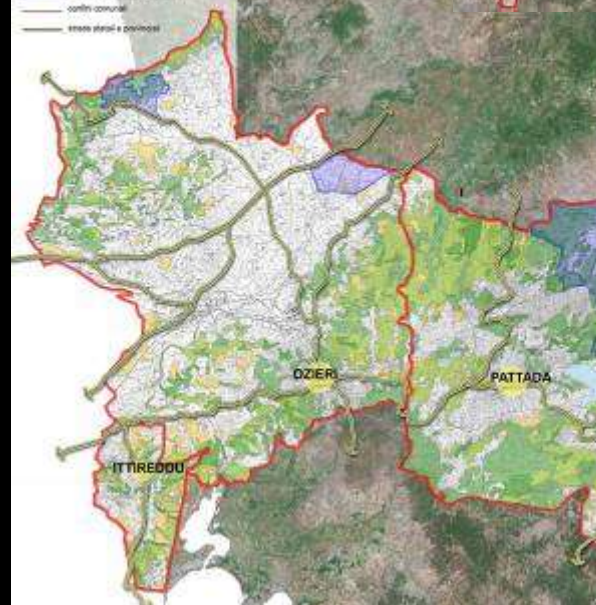 confini comunali
strade statali e provinciali
OZIERI
PATTADA
ITTIREDDU